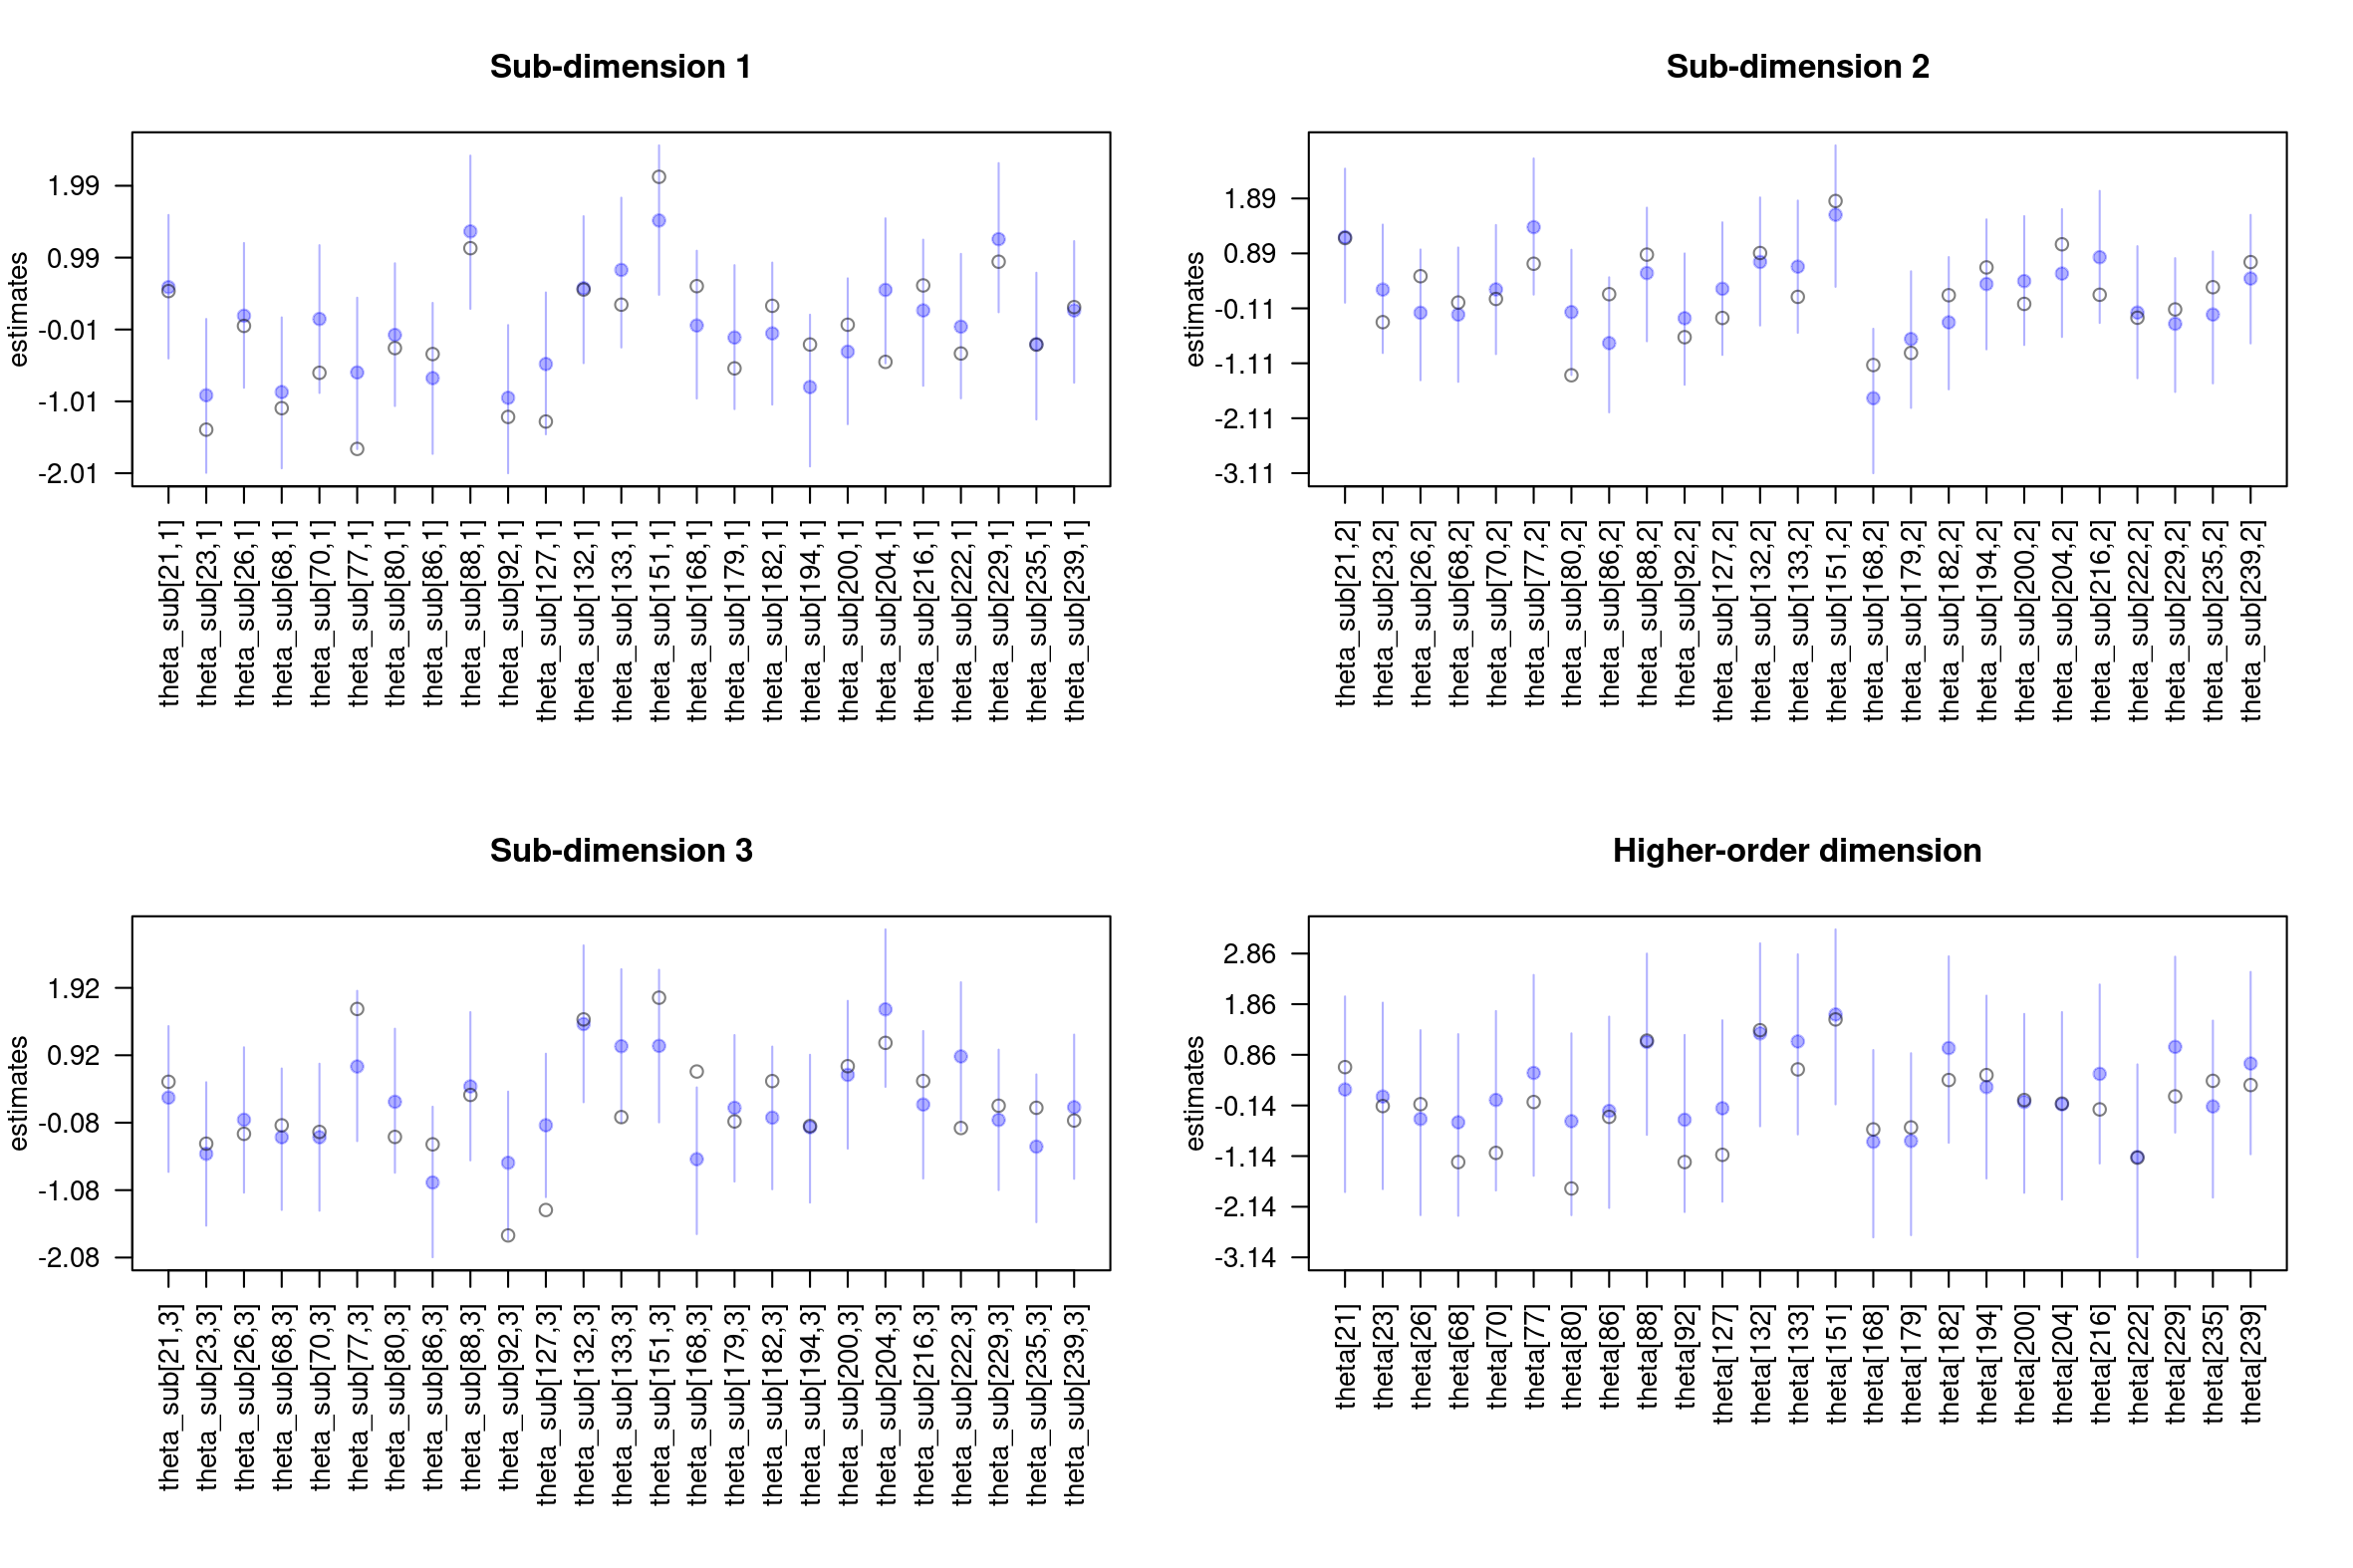 Sub-dimension 1
estimates
1.99
0.99
-0.01
-1.01
-2.01
theta_sub[21,1]
theta_sub[23,1]
theta_sub[26,1]
theta_sub[68,1]
theta_sub[70,1]
theta_sub[77,1]
theta_sub[80,1]
theta_sub[86,1]
theta_sub[88,1]
theta_sub[92,1]
theta_sub[127,1]
theta_sub[132,1]
theta_sub[133,1]
theta_sub[151,1]
theta_sub[168,1]
theta_sub[179,1]
theta_sub[182,1]
theta_sub[194,1]
theta_sub[200,1]
theta_sub[204,1]
theta_sub[216,1]
theta_sub[222,1]
theta_sub[229,1]
theta_sub[235,1]
theta_sub[239,1]
Sub-dimension 2
estimates
1.89
0.89
-0.11
-1.11
-2.11
-3.11
theta_sub[21,2]
theta_sub[23,2]
theta_sub[26,2]
theta_sub[68,2]
theta_sub[70,2]
theta_sub[77,2]
theta_sub[80,2]
theta_sub[86,2]
theta_sub[88,2]
theta_sub[92,2]
theta_sub[127,2]
theta_sub[132,2]
theta_sub[133,2]
theta_sub[151,2]
theta_sub[168,2]
theta_sub[179,2]
theta_sub[182,2]
theta_sub[194,2]
theta_sub[200,2]
theta_sub[204,2]
theta_sub[216,2]
theta_sub[222,2]
theta_sub[229,2]
theta_sub[235,2]
theta_sub[239,2]
Sub-dimension 3
estimates
1.92
0.92
-0.08
-1.08
-2.08
theta_sub[21,3]
theta_sub[23,3]
theta_sub[26,3]
theta_sub[68,3]
theta_sub[70,3]
theta_sub[77,3]
theta_sub[80,3]
theta_sub[86,3]
theta_sub[88,3]
theta_sub[92,3]
theta_sub[127,3]
theta_sub[132,3]
theta_sub[133,3]
theta_sub[151,3]
theta_sub[168,3]
theta_sub[179,3]
theta_sub[182,3]
theta_sub[194,3]
theta_sub[200,3]
theta_sub[204,3]
theta_sub[216,3]
theta_sub[222,3]
theta_sub[229,3]
theta_sub[235,3]
theta_sub[239,3]
Higher-order dimension
estimates
2.86
1.86
0.86
-0.14
-1.14
-2.14
-3.14
theta[21]
theta[23]
theta[26]
theta[68]
theta[70]
theta[77]
theta[80]
theta[86]
theta[88]
theta[92]
theta[127]
theta[132]
theta[133]
theta[151]
theta[168]
theta[179]
theta[182]
theta[194]
theta[200]
theta[204]
theta[216]
theta[222]
theta[229]
theta[235]
theta[239]